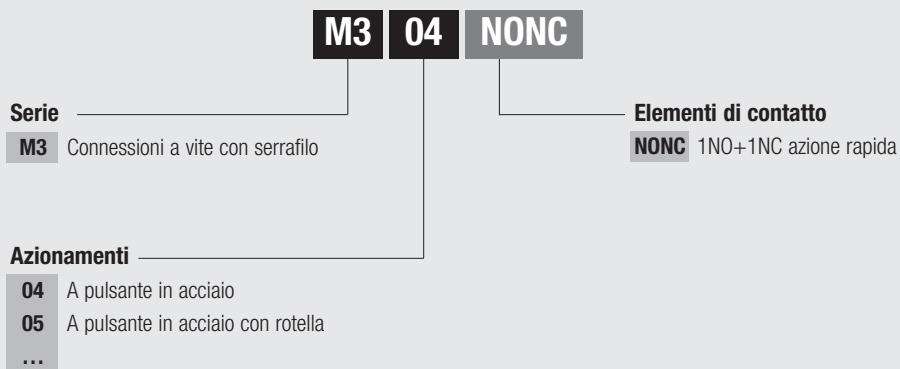 M3 04 NONC
Serie
M3 Connessioni a vite con serrafilo
Elementi di contatto
NONC 1NO+1NC azione rapida
Azionamenti
04 A pulsante in acciaio
05 A pulsante in acciaio con rotella
...